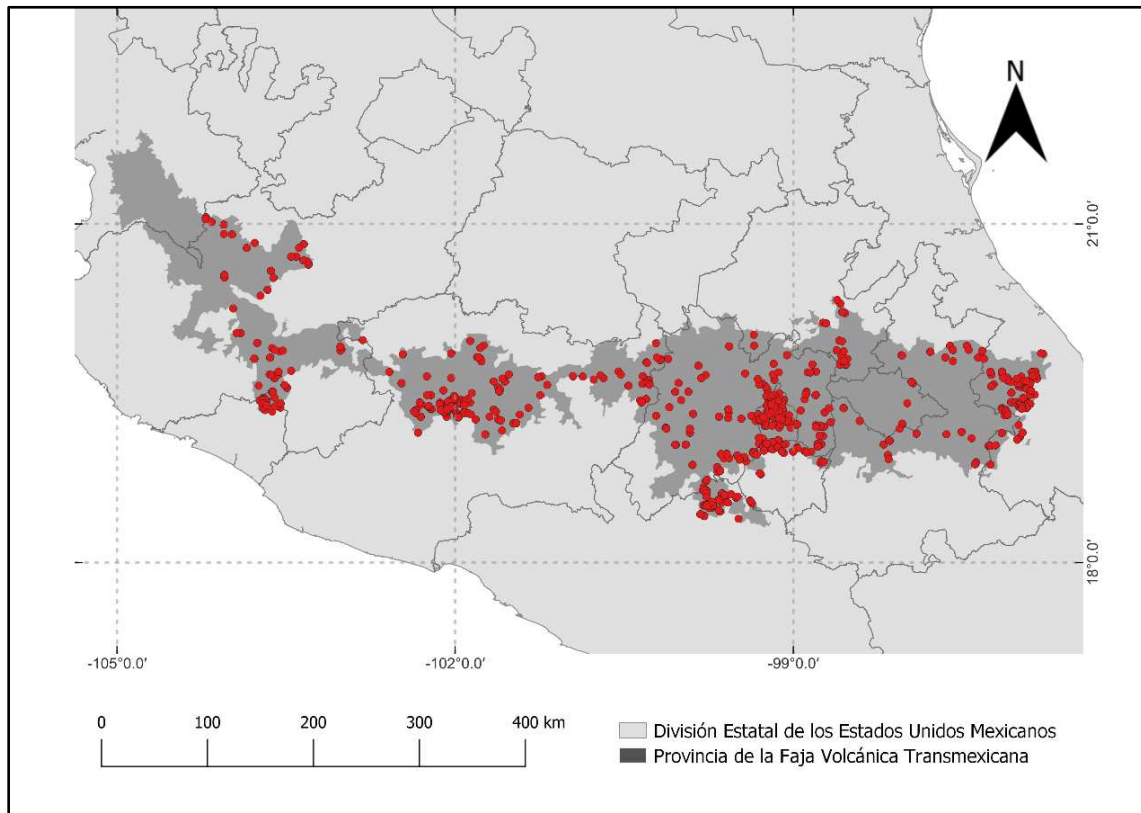 N
21°0.0'
18°0.0'
-105°0.0'
-102°0.0'
-99°0.0'
0
100
200
300
400 km
División Estatal de los Estados Unidos Mexicanos
Provincia de la Faja Volcánica Transmexicana